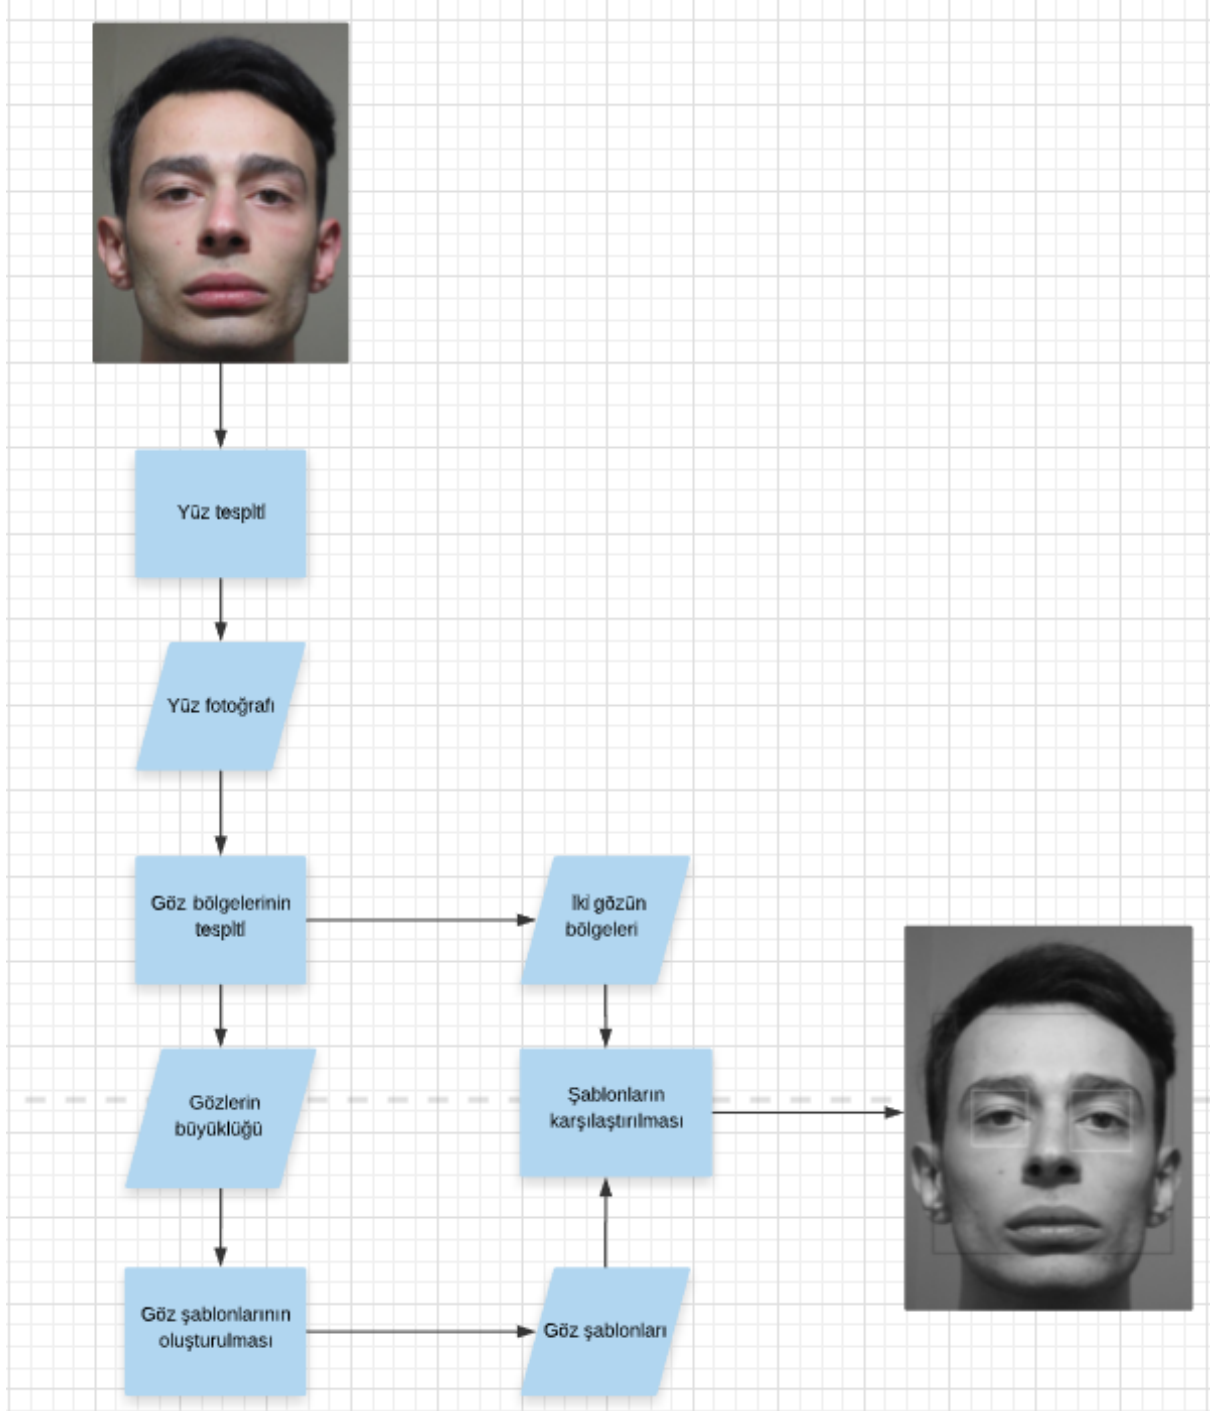 Yüz tespiti
Yüz fotoğrafı
Göz bölgelerinin
tespiti
İki gözün
bölgeleri
Gözlerin
büyüklüğü
Şablonların
karşılaştırılması
Göz şablonlarının
oluşturulması
Göz şablonları